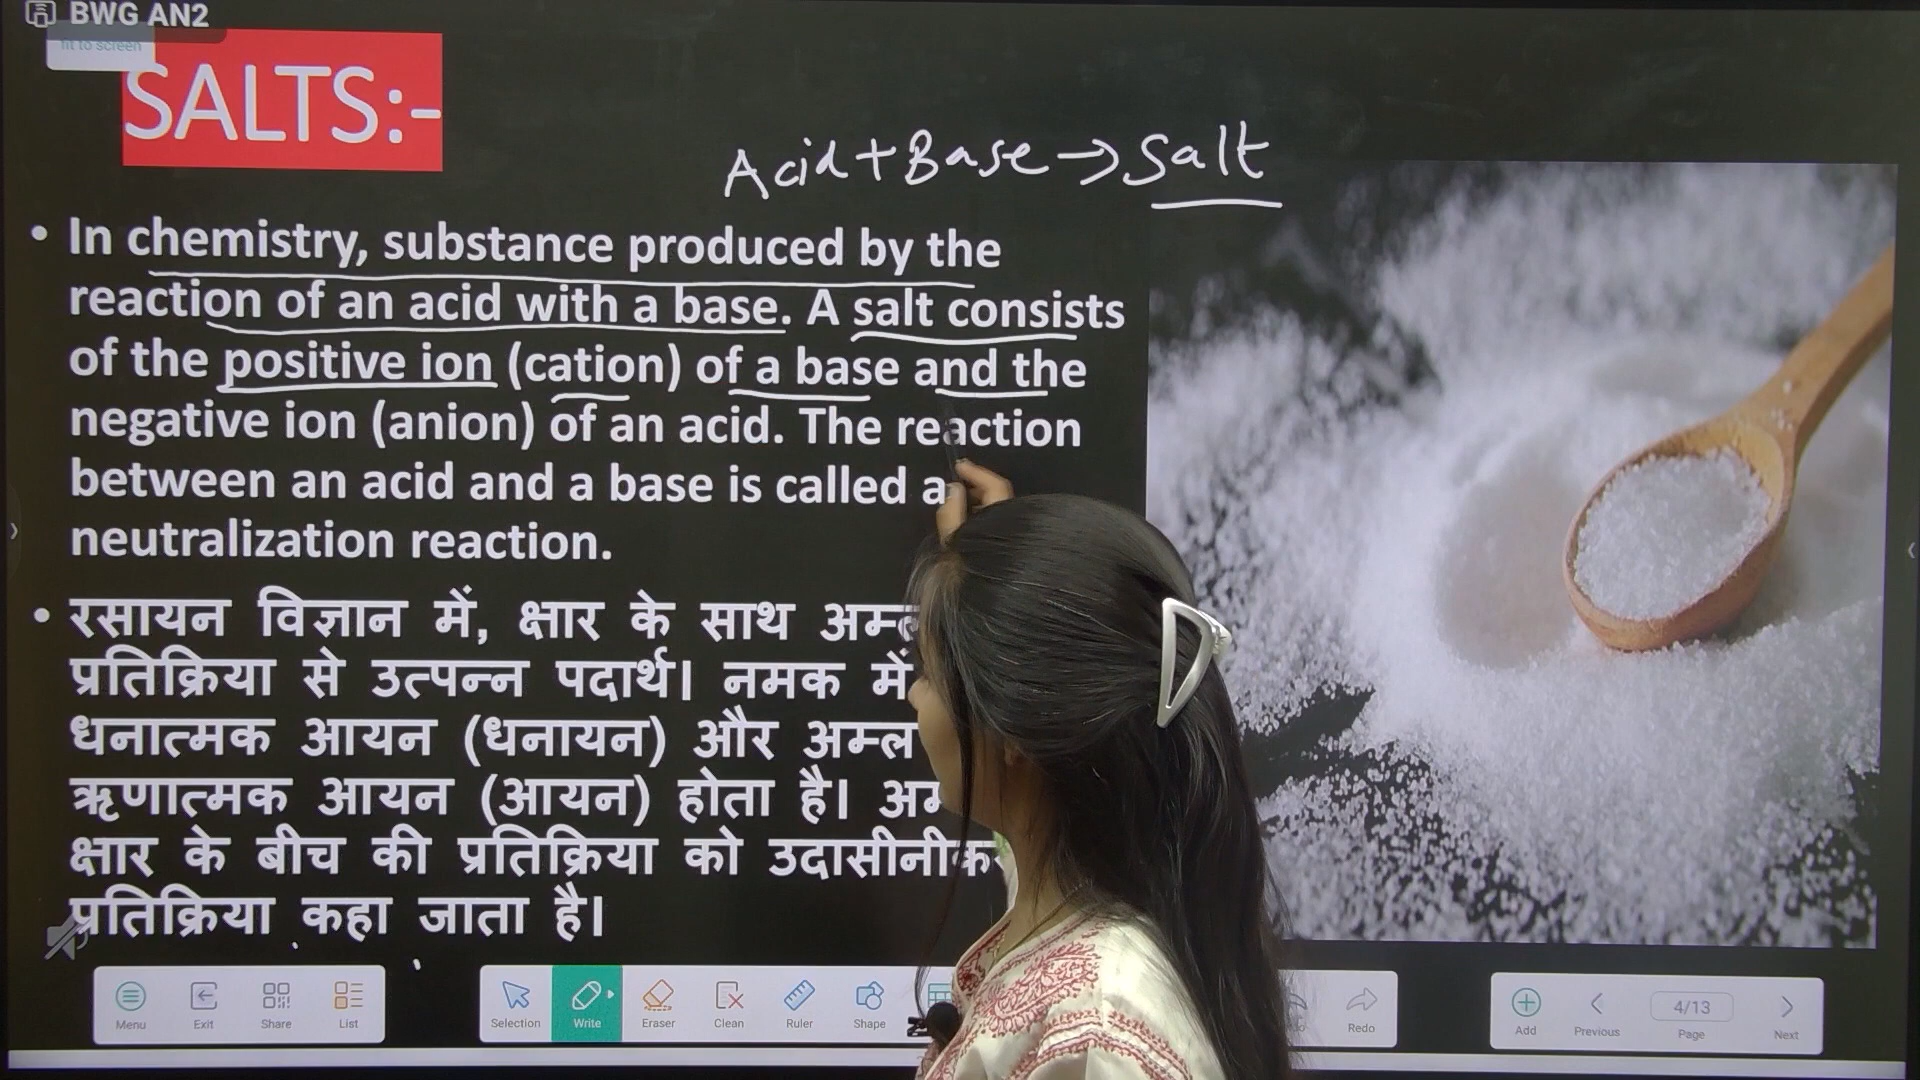 BWG AN2
fit to screen
SALTS:-
Acid+Base→Salt
• In chemistry, substance produced by the
reaction of an acid with a base. A salt consists
of the positive ion (cation) of a base and the
negative ion (anion) of an acid. The reaction
between an acid and a base is called a
neutralization reaction.
• रसायन विज्ञान में, क्षार के साथ
प्रतिक्रिया से उत्पन्न पदार्थ। नमक में
धनात्मक आयन (धनायन) और अम्ल
ऋणात्मक आयन (आयन) होता है।
क्षार के बीच की प्रतिक्रिया को
प्रतिक्रिया कहा जाता है।
Menu Exit Share List Selection Write Eraser Clean Ruler Shape Redo Add Previous 4/13 Page Next